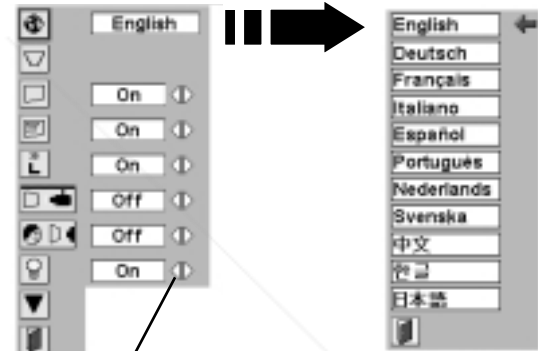 English
On
On
On
Off
Off
On
English
Deutsch
Français
Italiano
Español
Português
Nederlands
Svenska
中文
한글
日本語